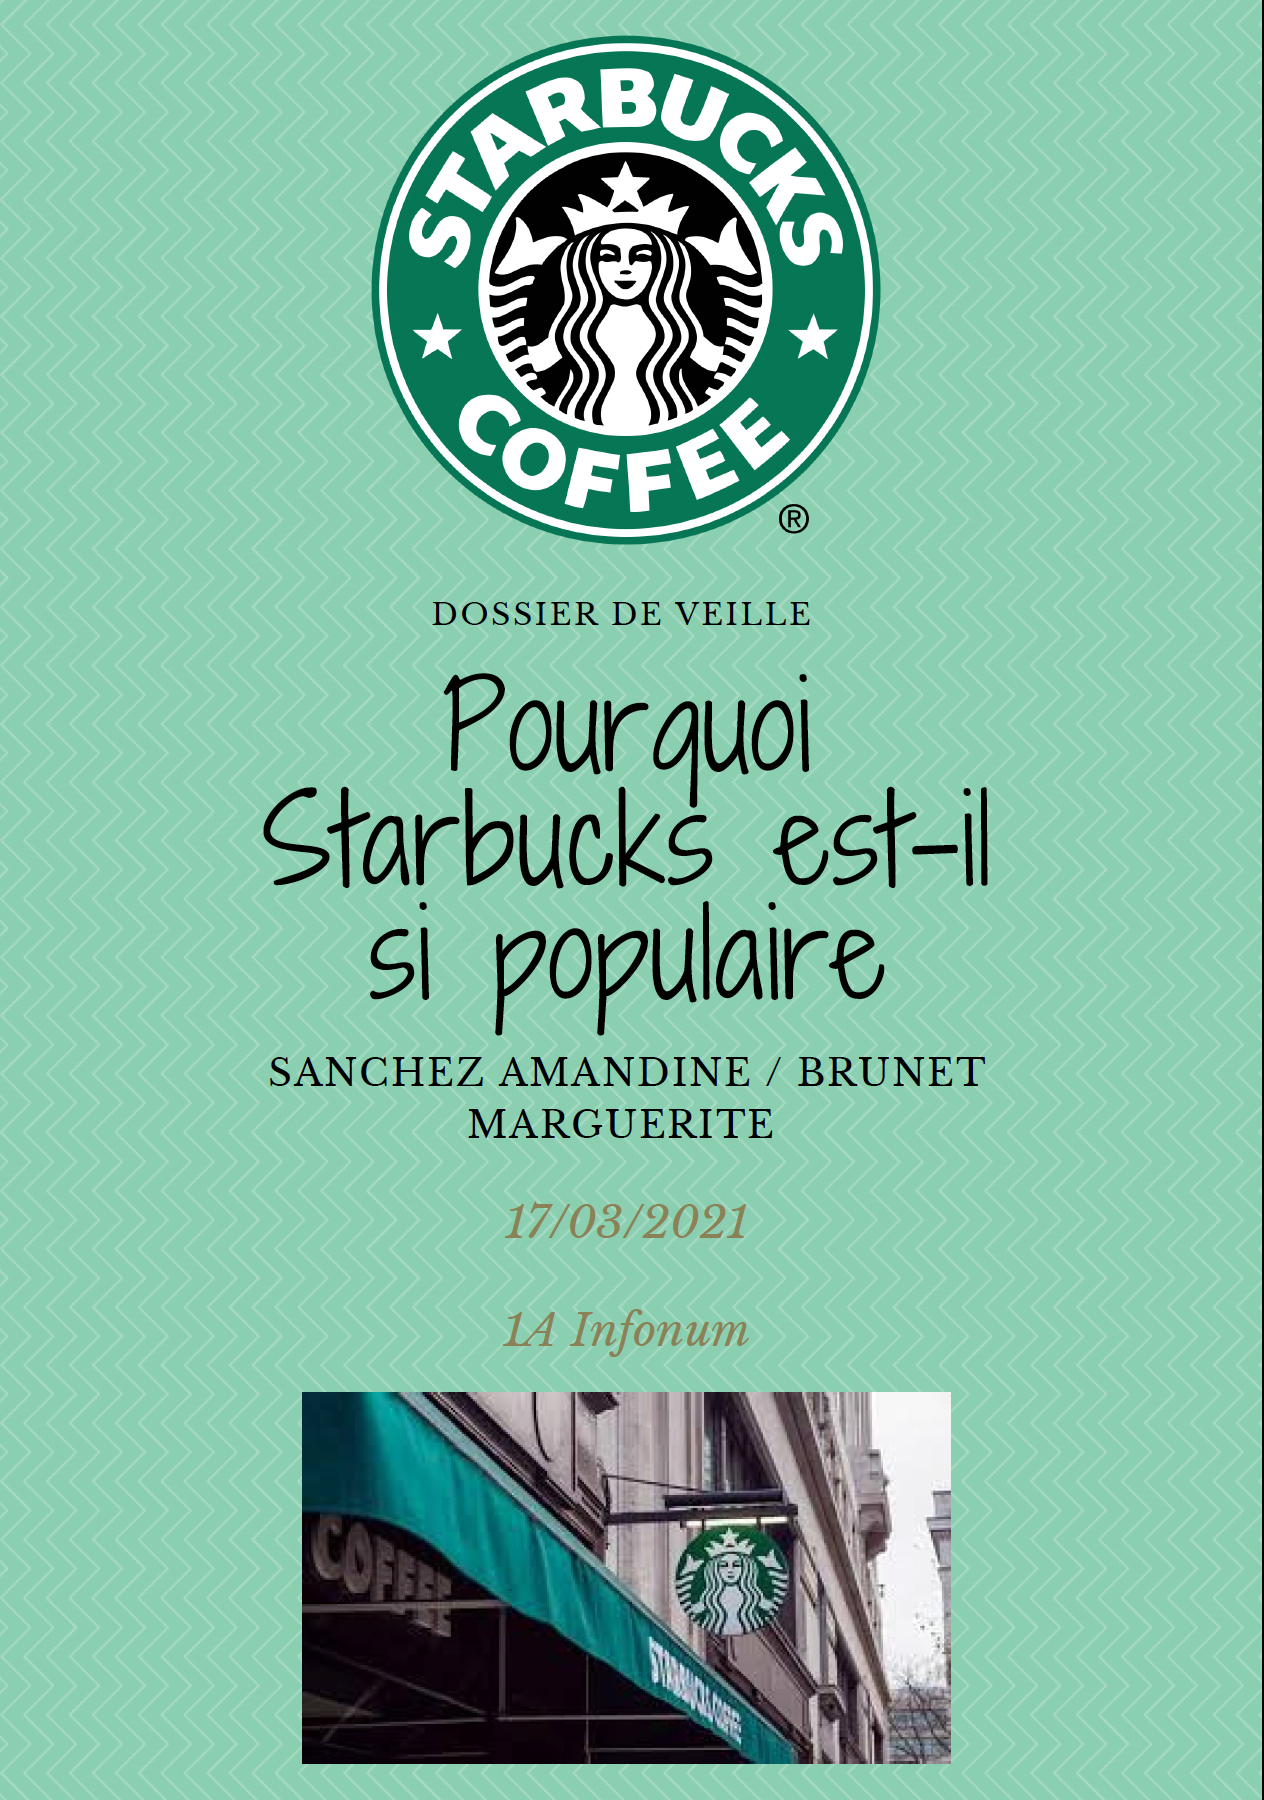 STARBUCKS
COFFEE
®
DOSSIER DE VEILLE
Pourquoi
Starbucks est-il
si populaire
SANCHEZ AMANDINE / BRUNET
MARGUERITE
17/03/2021
1A Infonum
COFFEE
STARBUCKS COFFEE